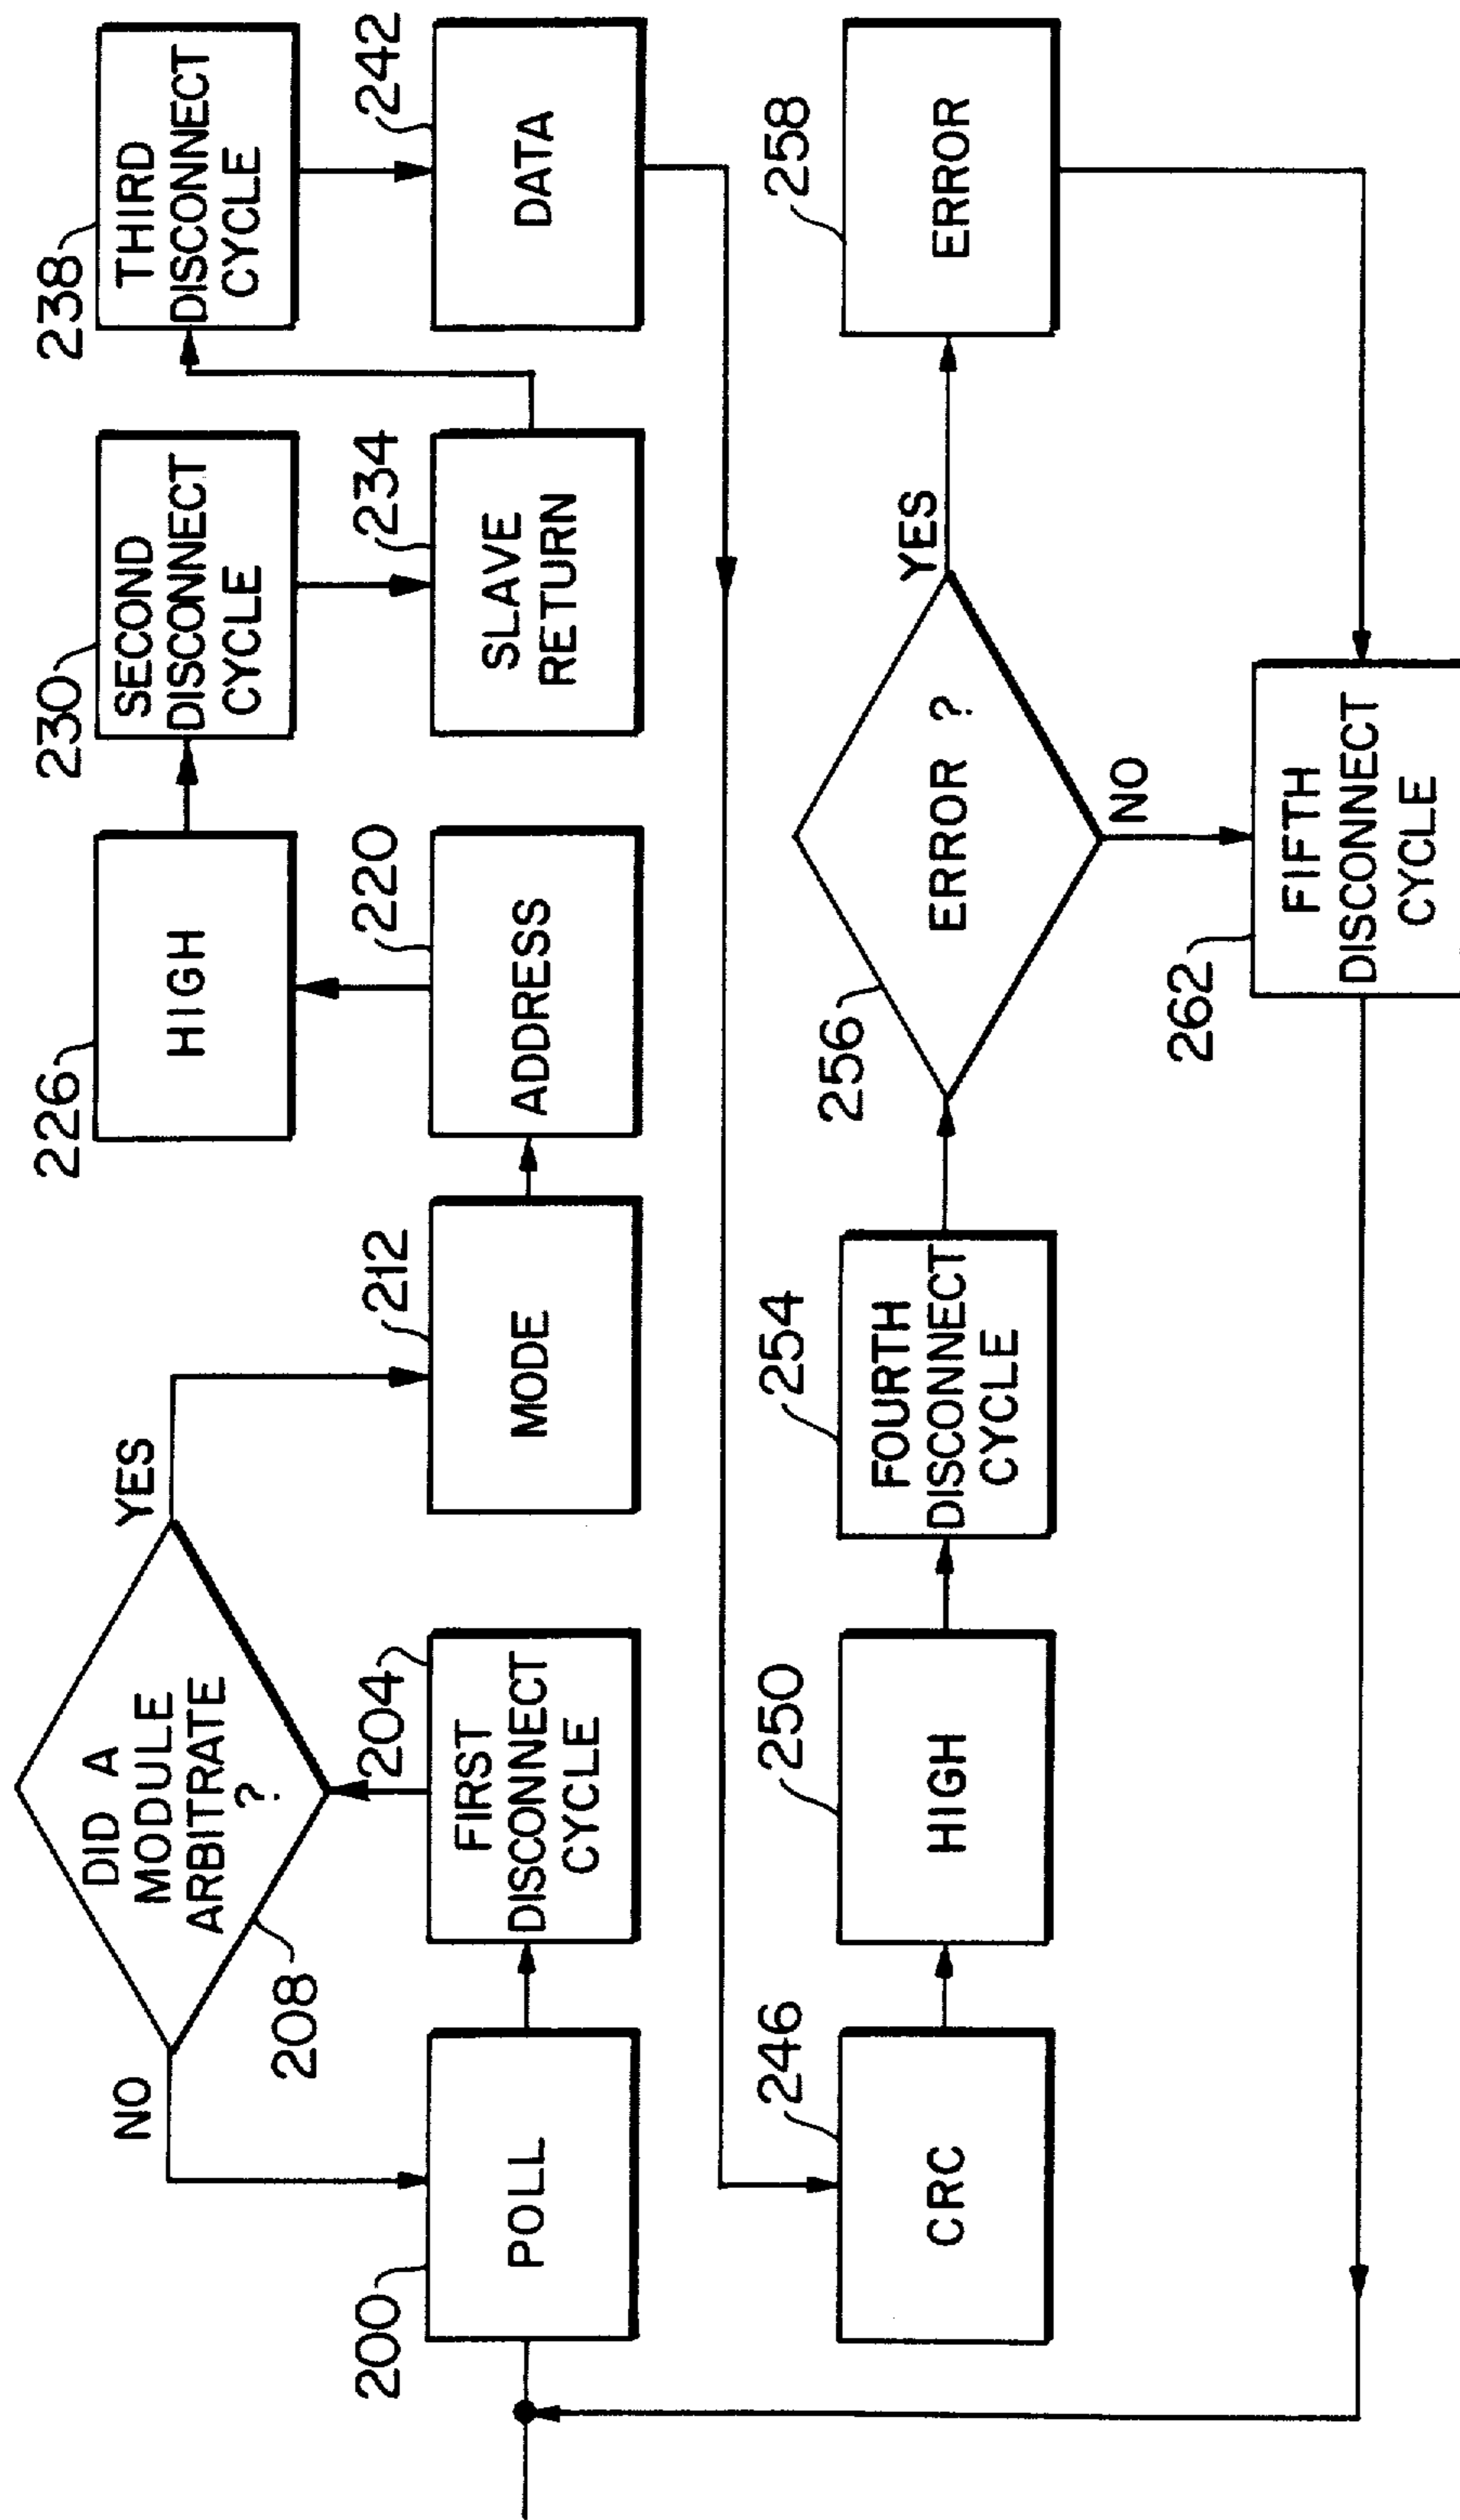 NO
DID A
MODULE
ARBITRATE
?
YES
208
200
POLL
204
FIRST
DISCONNECT
CYCLE
212
MODE
220
ADDRESS
226
HIGH
230
SECOND
DISCONNECT
CYCLE
234
SLAVE
RETURN
238
THIRD
DISCONNECT
CYCLE
242
DATA
246
CRC
250
HIGH
254
FOURTH
DISCONNECT
CYCLE
256
ERROR ?
YES
NO
258
ERROR
262
FIFTH
DISCONNECT
CYCLE